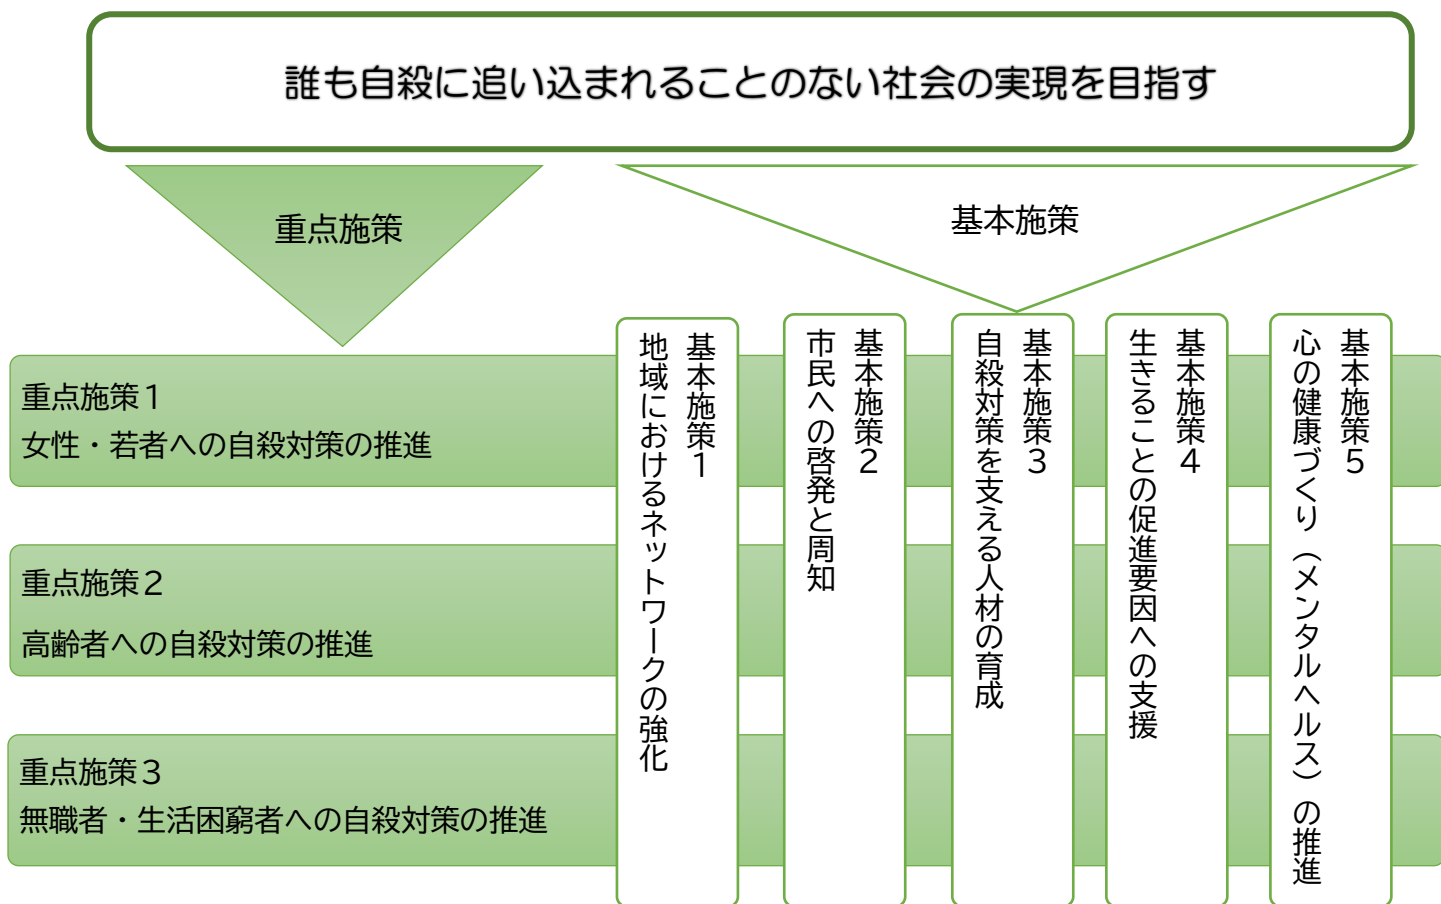 誰も自殺に追い込まれることのない社会の実現を目指す
重点施策
基本施策
重点施策１
女性・若者への自殺対策の推進
重点施策２
高齢者への自殺対策の推進
重点施策３
無職者・生活困窮者への自殺対策の推進
基本施策１
地域におけるネットワークの強化
基本施策２
市民への啓発と周知
基本施策３
自殺対策を支える人材の育成
基本施策４
生きることの促進要因への支援
基本施策５
心の健康づくり（メンタルヘルス）の推進